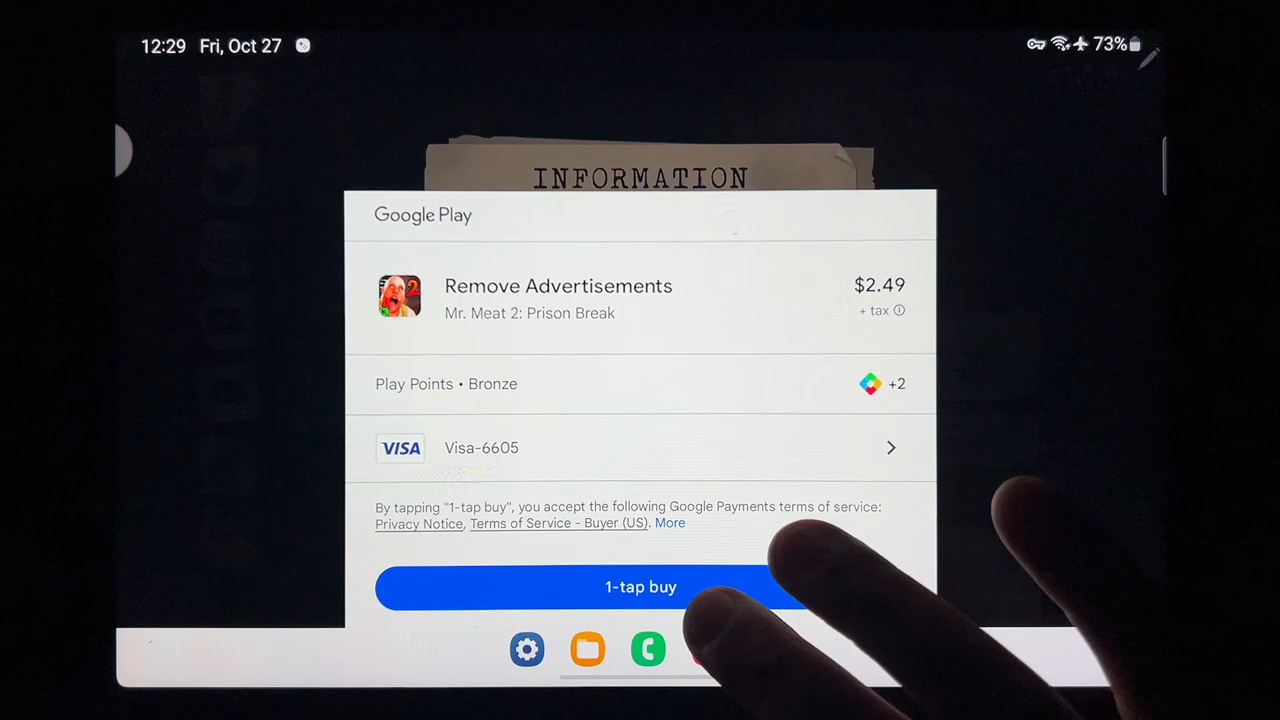 12:29 Fri, Oct 27
73%
INFORMATION
Google Play
Remove Advertisements
$2.49
Mr. Meat 2: Prison Break
+ tax
Play Points • Bronze
+2
VISA
Visa-6605
By tapping "1-tap buy", you accept the following Google Payments terms of service:
Privacy Notice, Terms of Service - Buyer (US). More
1-tap buy